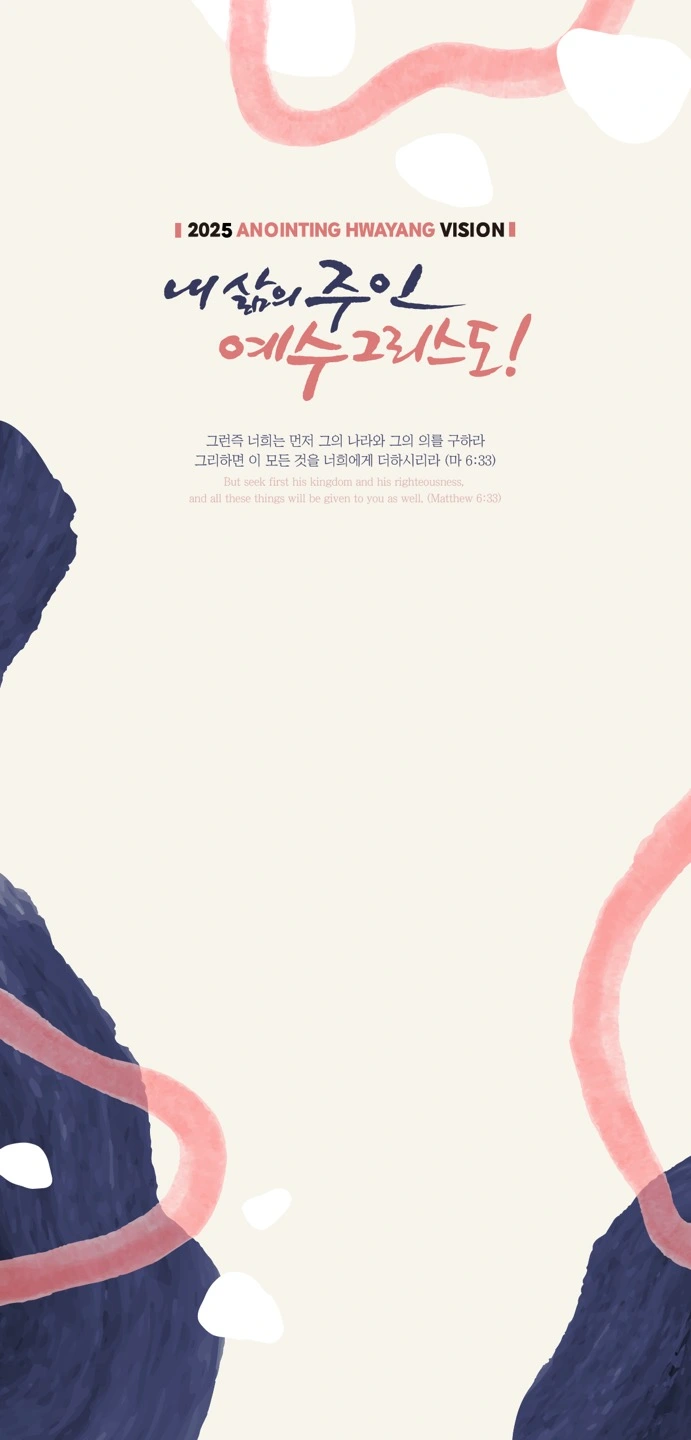 2025 ANOINTING HWAYANG VISION
내 삶의 주인
예수그리스도!
그런즉 너희는 먼저 그의 나라와 그의 의를 구하라
그리하면 이 모든 것을 너희에게 더하시리라 (마 6:33)
But seek first his kingdom and his righteousness,
and all these things will be given to you as well. (Matthew 6:33)